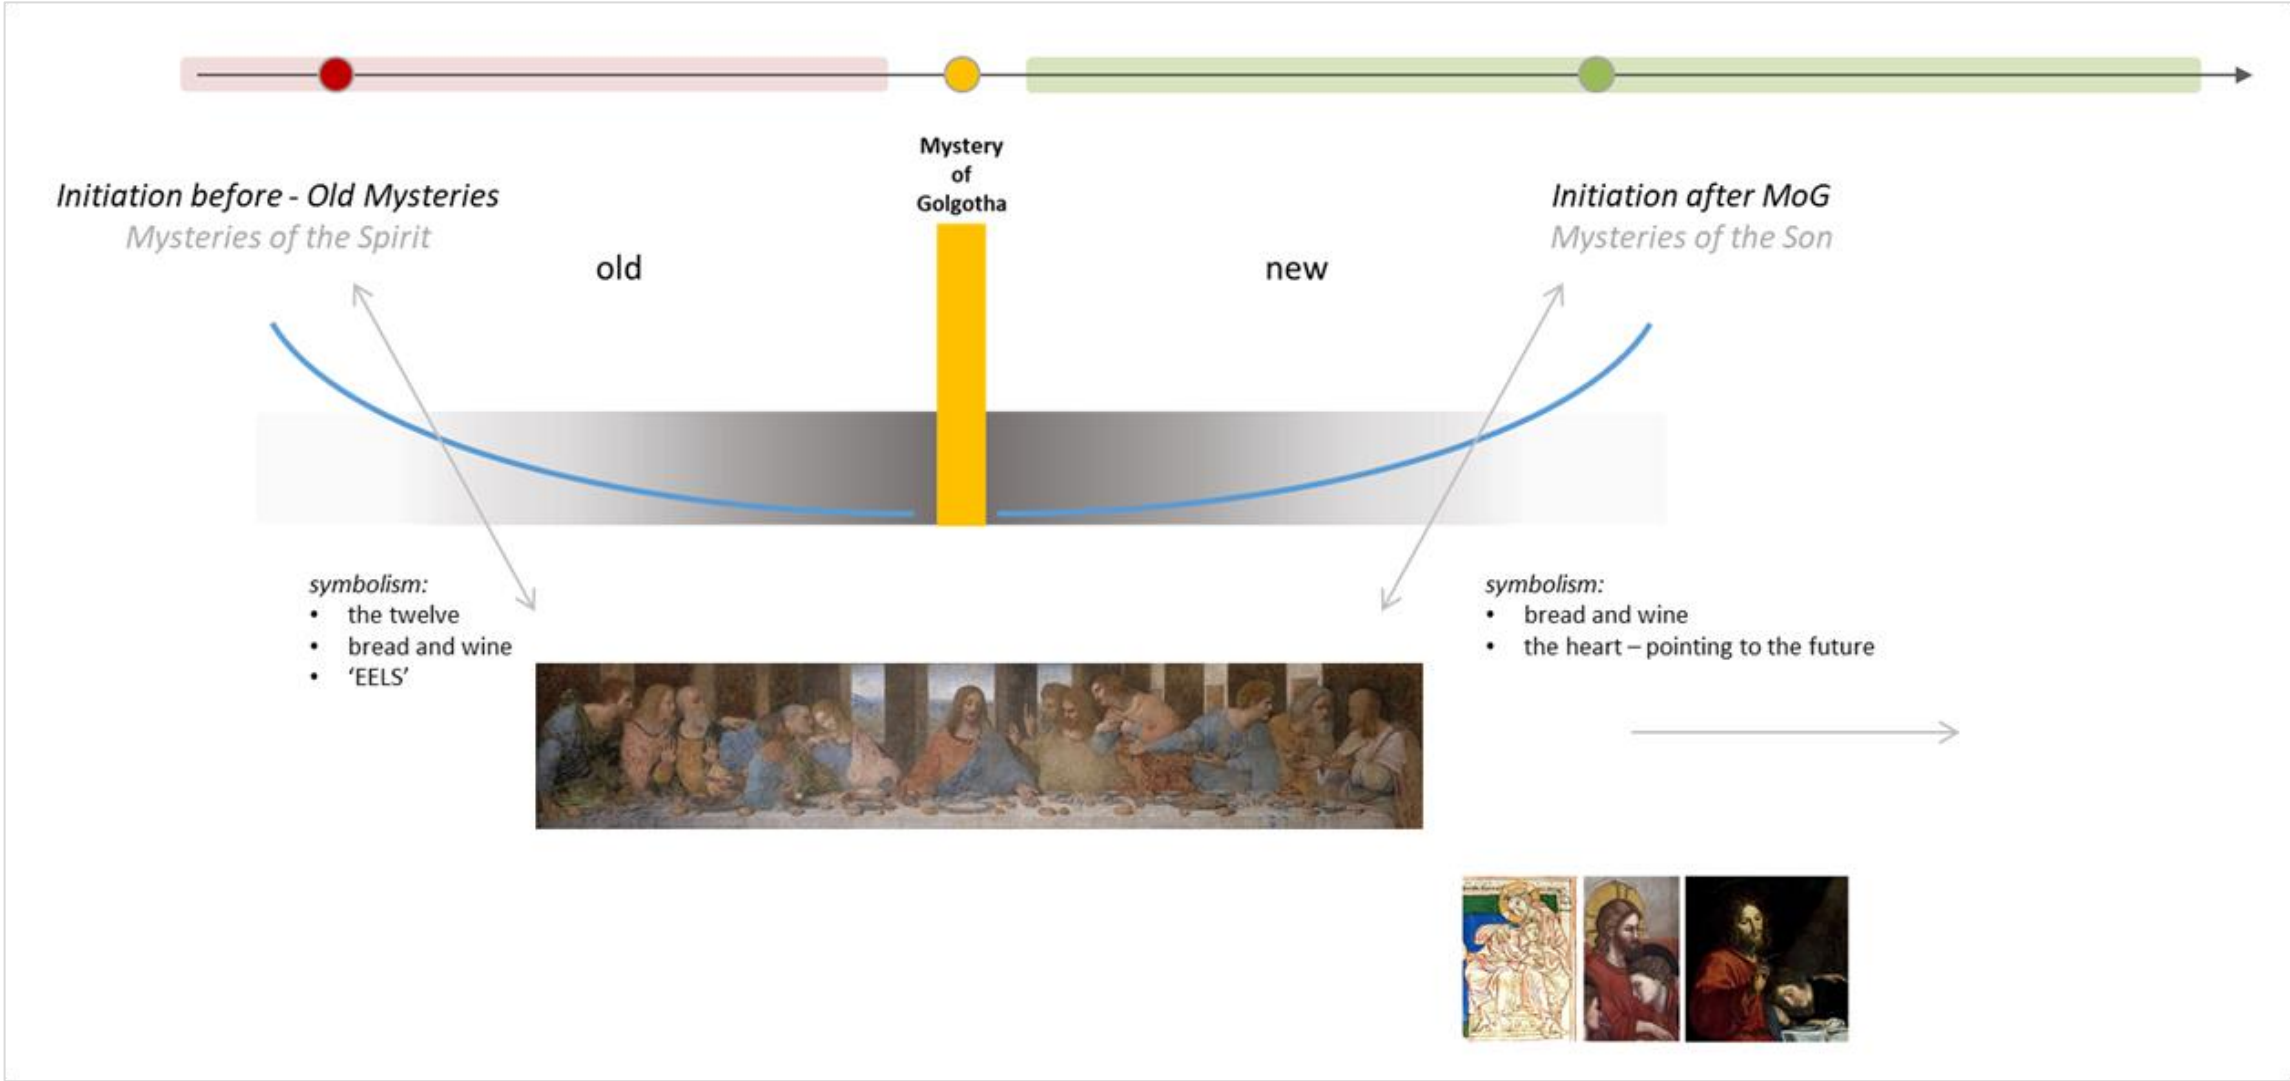 Mystery
of
Golgotha
Initiation before - Old Mysteries
Mysteries of the Spirit
old
new
Initiation after MoG
Mysteries of the Son
symbolism:
• the twelve
• bread and wine
• ‘EELS’
symbolism:
• bread and wine
• the heart – pointing to the future